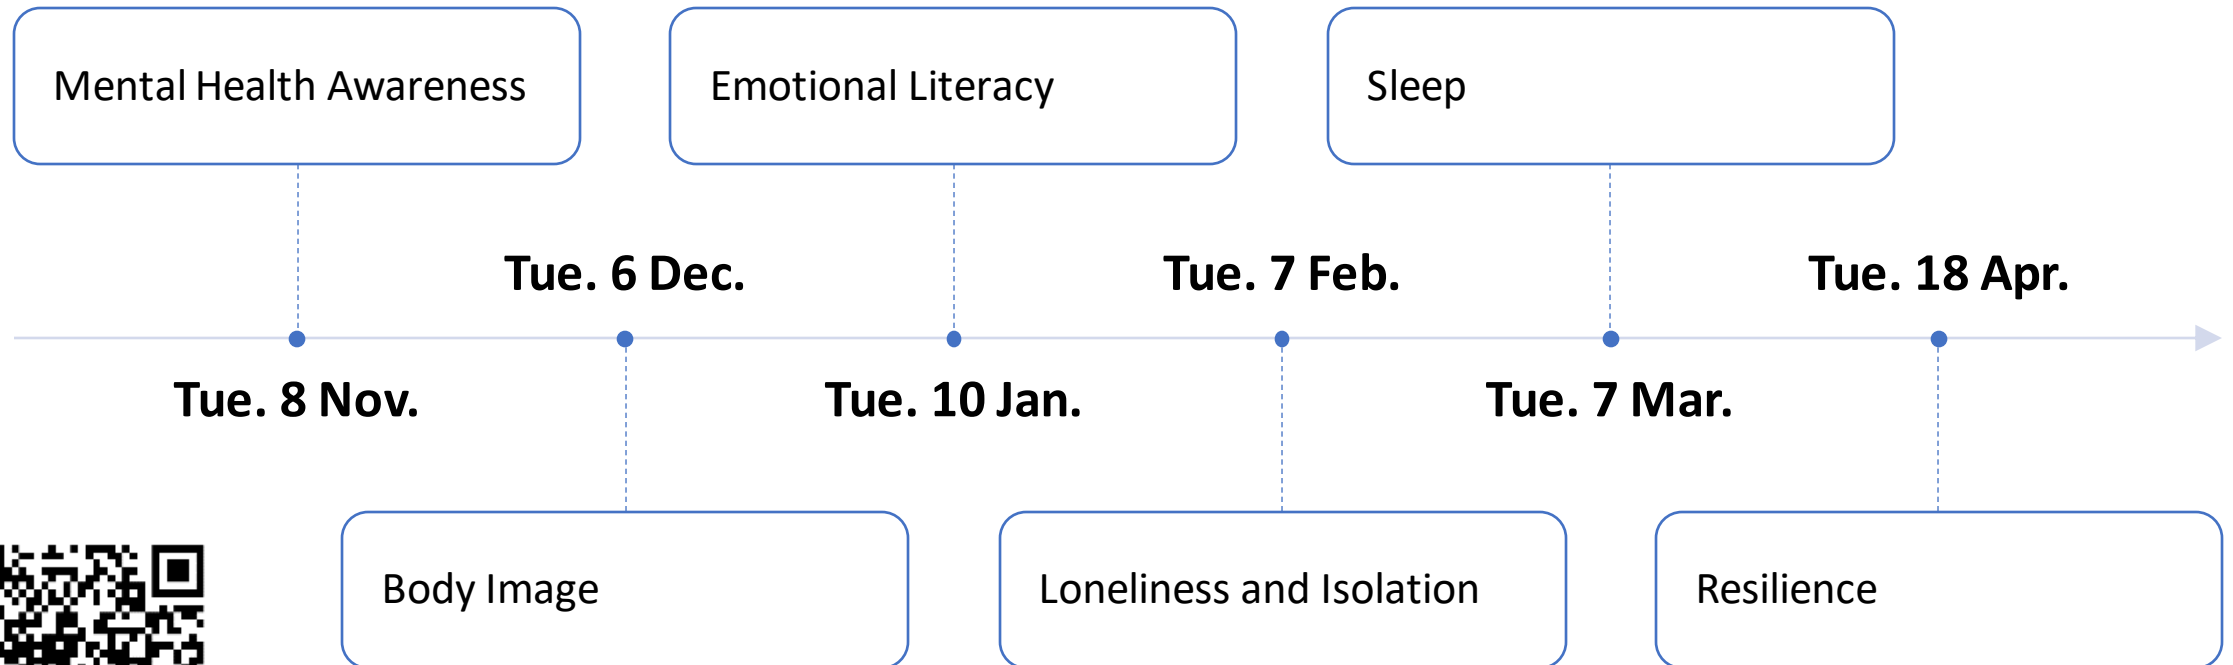 Mental Health Awareness
Emotional Literacy
Sleep
Tue. 6 Dec.
Tue. 7 Feb.
Tue. 18 Apr.
Tue. 8 Nov.
Tue. 10 Jan.
Tue. 7 Mar.
Body Image
Loneliness and Isolation
Resilience